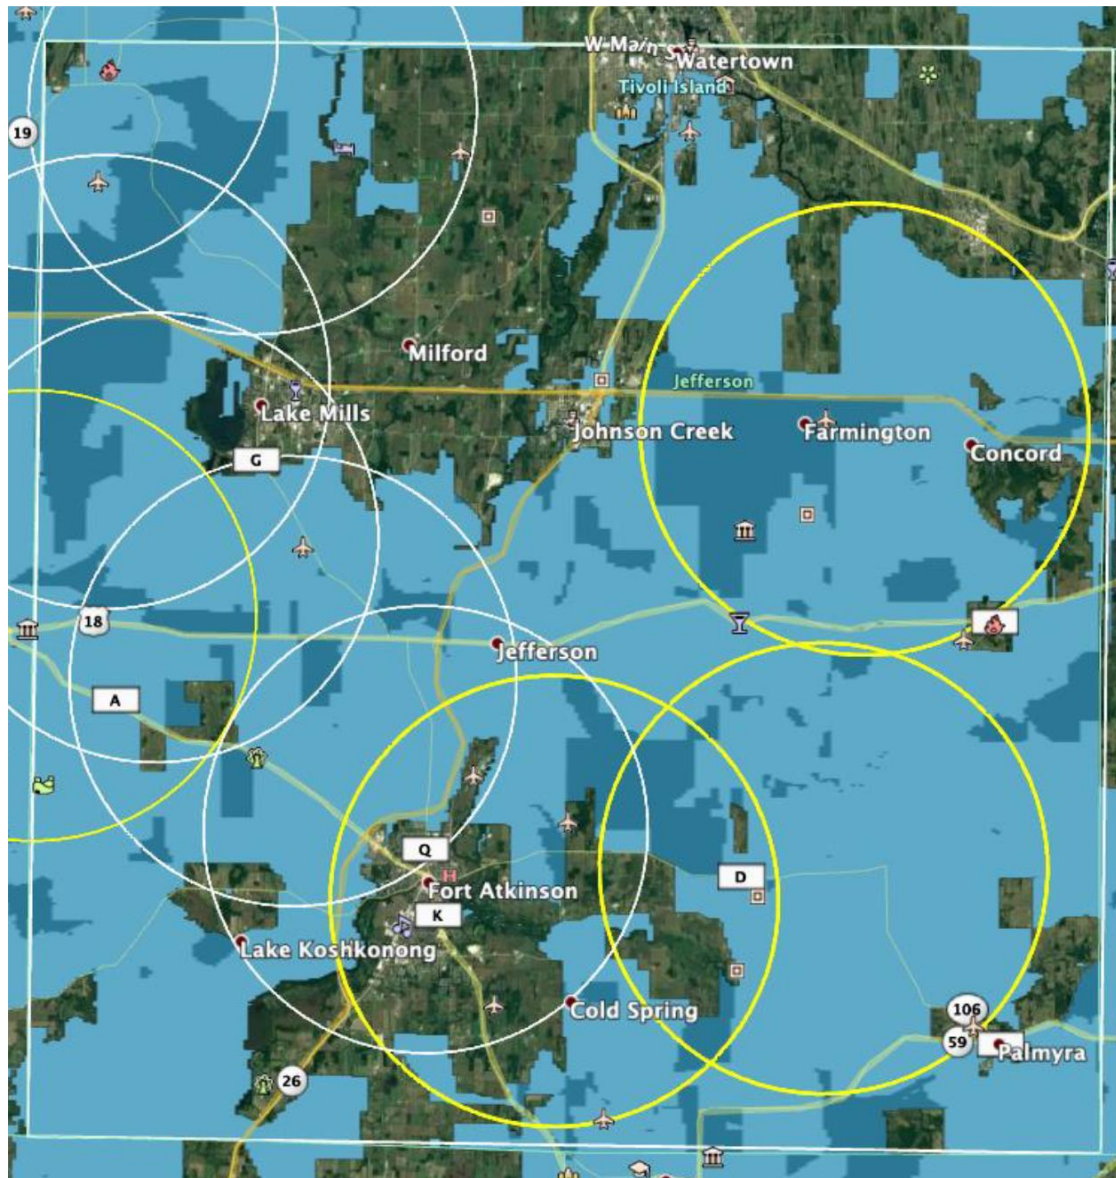 W Main S
Watertown
Tivoli Island
19
Milford
Jefferson
Lake Mills
Johnson Creek
Farmington
Concord
G
18
Jefferson
A
Q
D
Fort Atkinson
K
Lake Koshkonong
Cold Spring
106
59
Palmyra
26
H